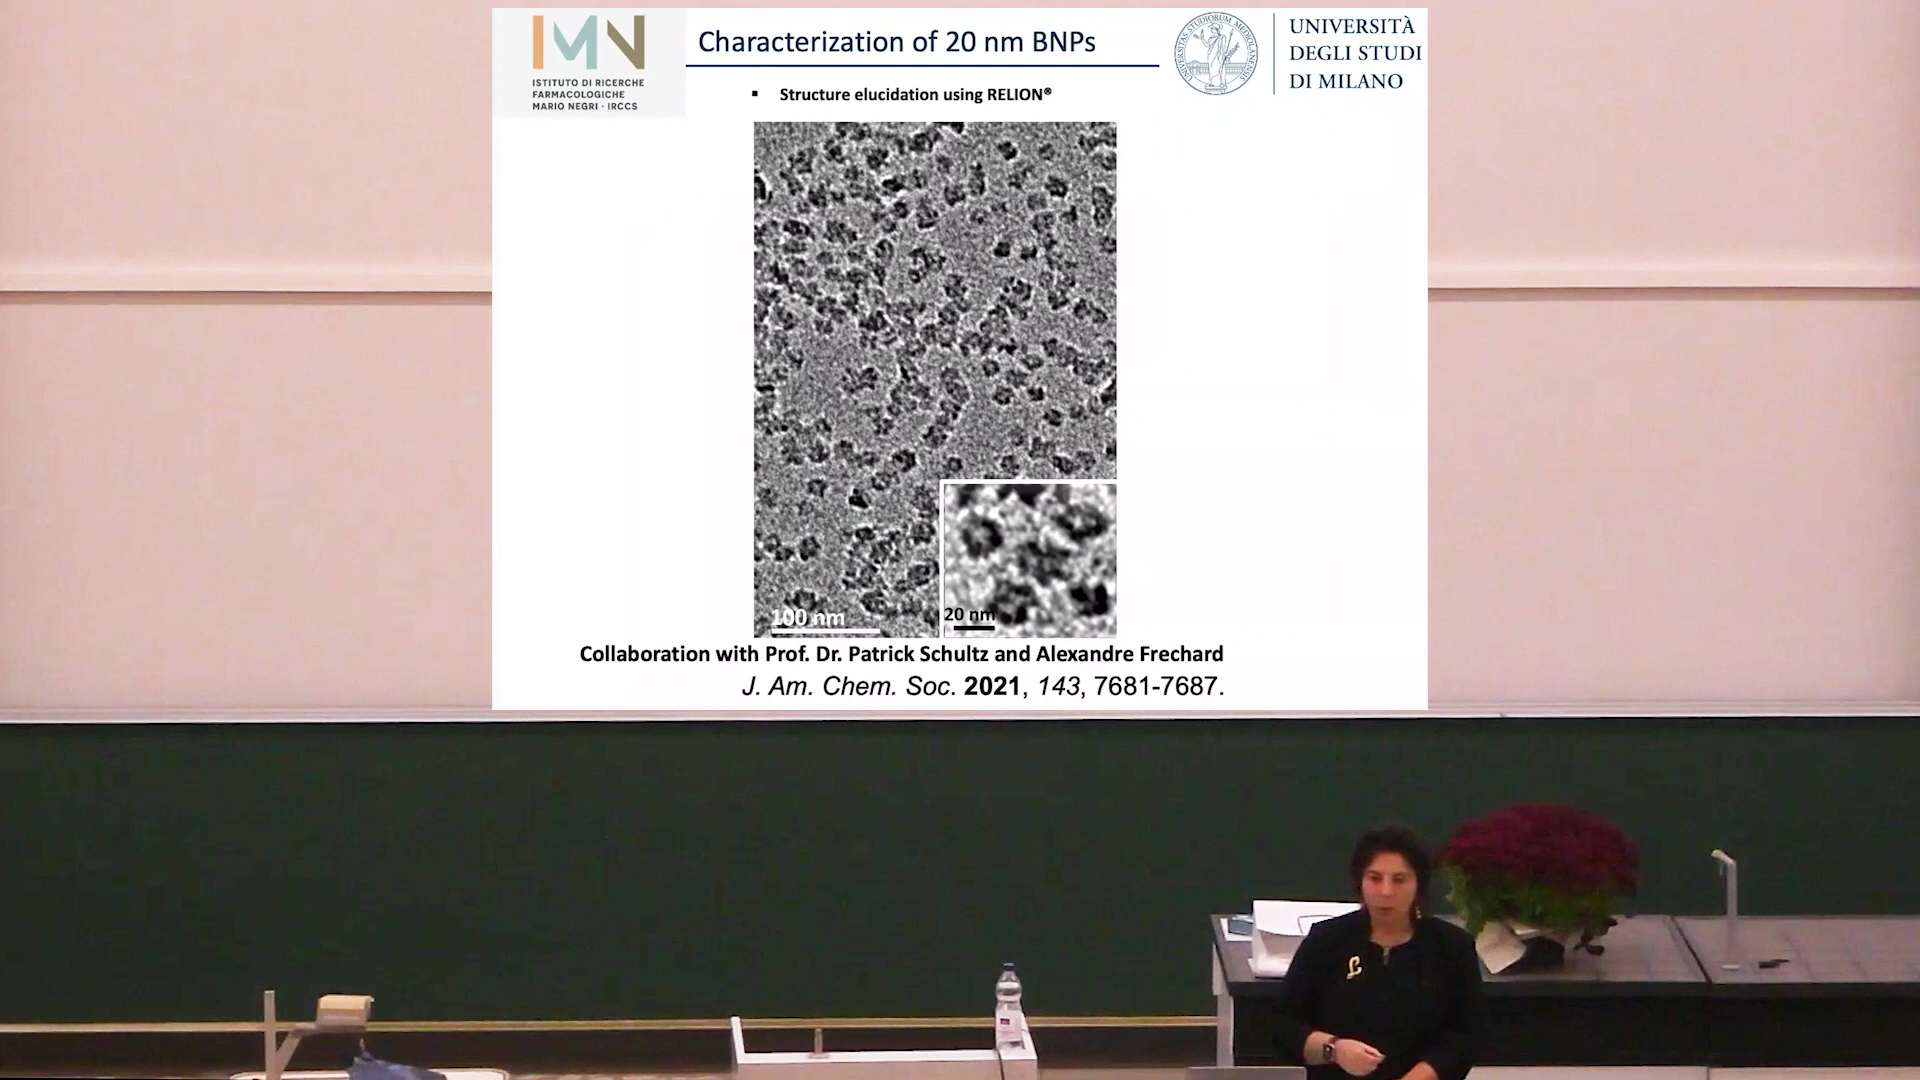 IMN
ISTITUTO DI RICERCHE
FARMACOLOGICHE
MARIO NEGRI · IRCCS
Characterization of 20 nm BNPs
UNIVERSITÀ
DEGLI STUDI
DI MILANO
▪ Structure elucidation using RELION®
100 nm
20 nm
Collaboration with Prof. Dr. Patrick Schultz and Alexandre Frechard
J. Am. Chem. Soc. 2021, 143, 7681-7687.